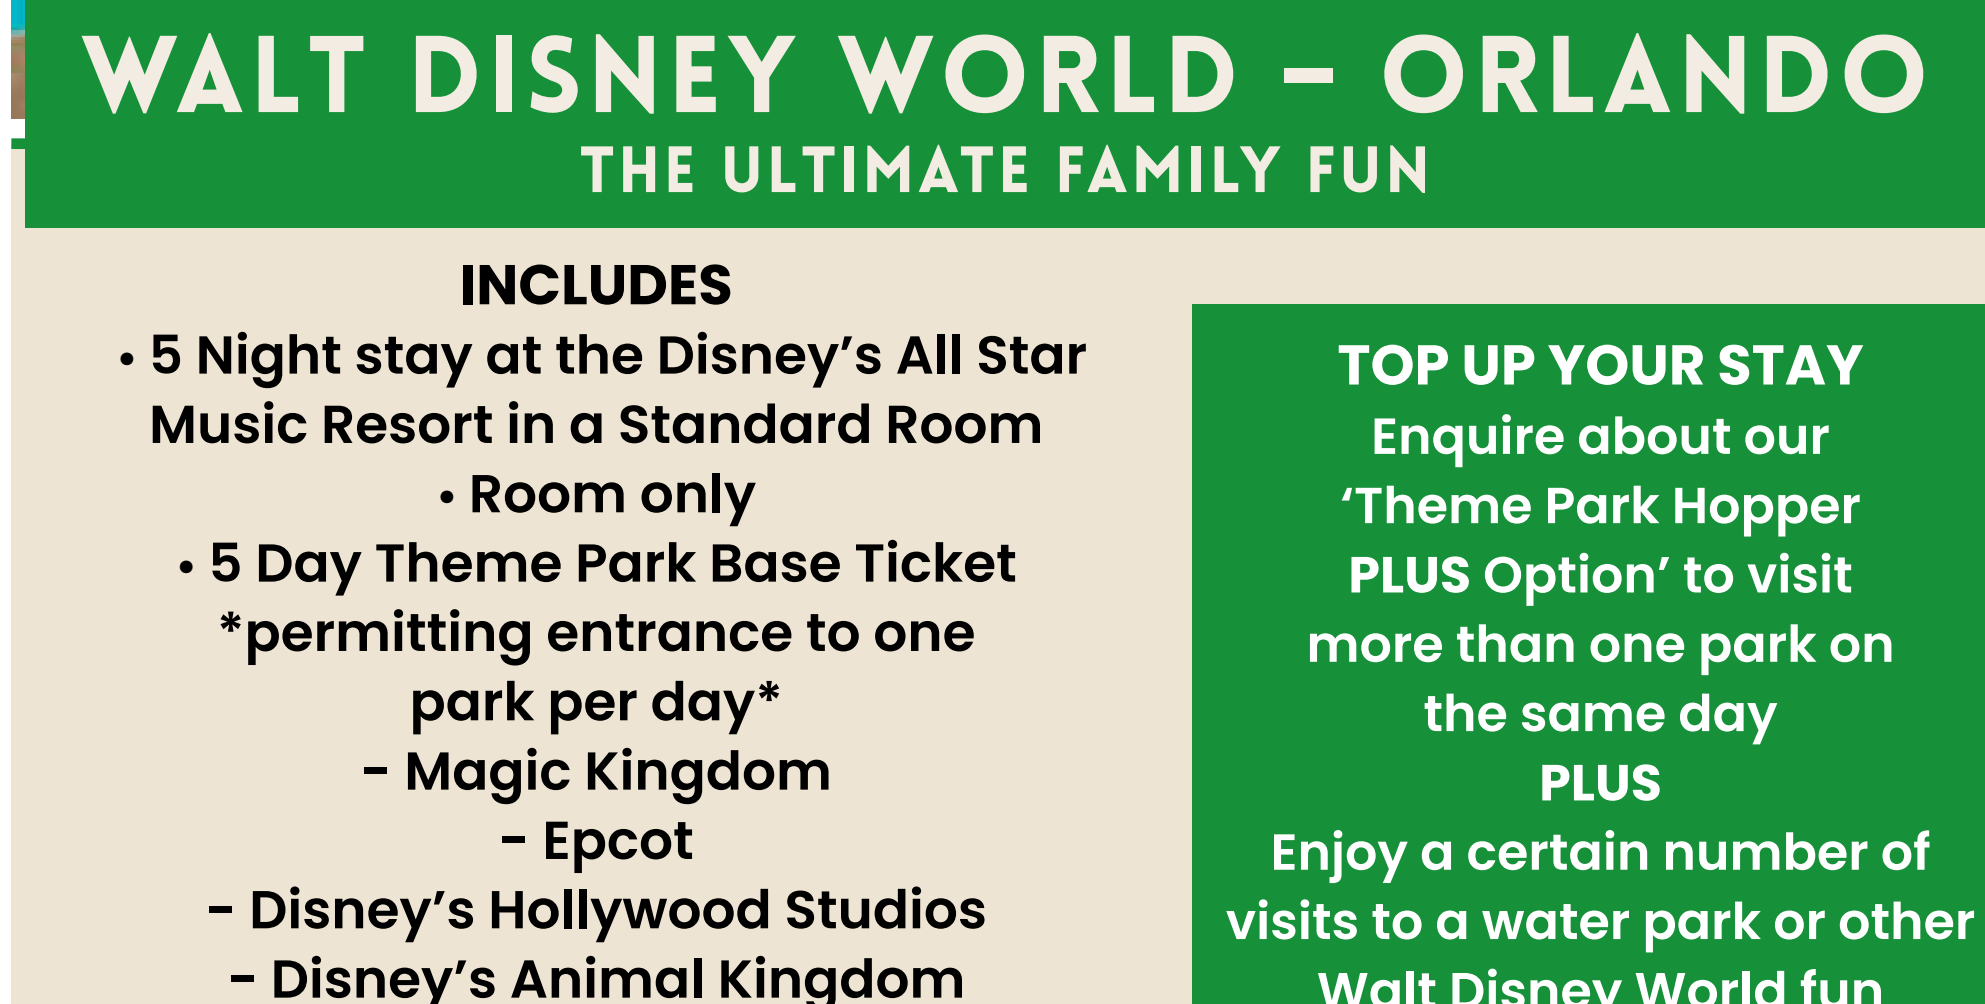 WALT DISNEY WORLD – ORLANDO
THE ULTIMATE FAMILY FUN
INCLUDES
• 5 Night stay at the Disney’s All Star
Music Resort in a Standard Room
• Room only
• 5 Day Theme Park Base Ticket
*permitting entrance to one
park per day*
- Magic Kingdom
- Epcot
- Disney’s Hollywood Studios
- Disney’s Animal Kingdom
TOP UP YOUR STAY
Enquire about our
‘Theme Park Hopper
PLUS Option’ to visit
more than one park on
the same day
PLUS
Enjoy a certain number of
visits to a water park or other
Walt Disney World fun